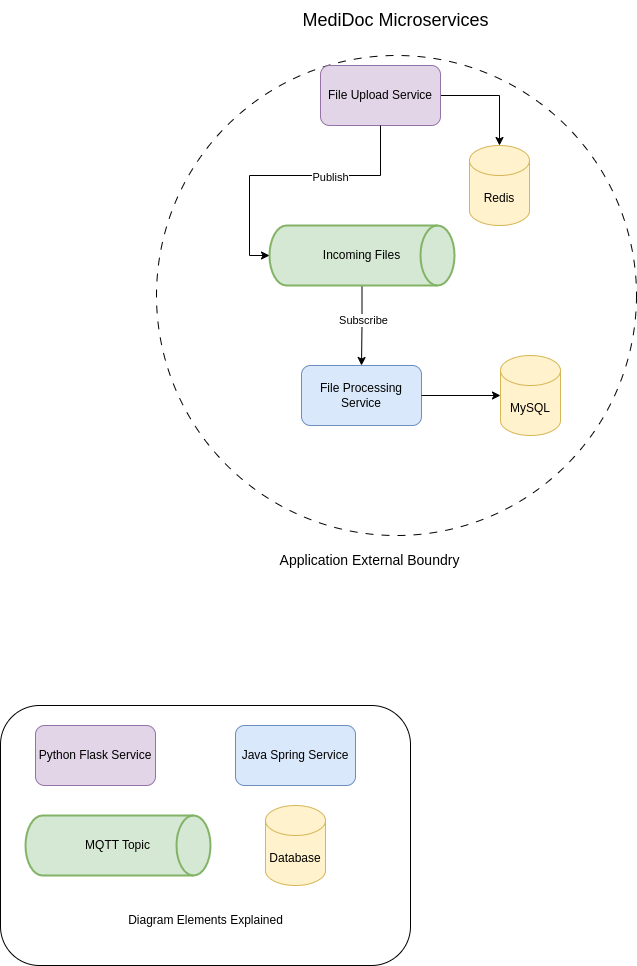 MediDoc Microservices
File Upload Service
Publish
Redis
Incoming Files
Subscribe
File Processing
Service
MySQL
Application External Boundry
Python Flask Service
Java Spring Service
MQTT Topic
Database
Diagram Elements Explained